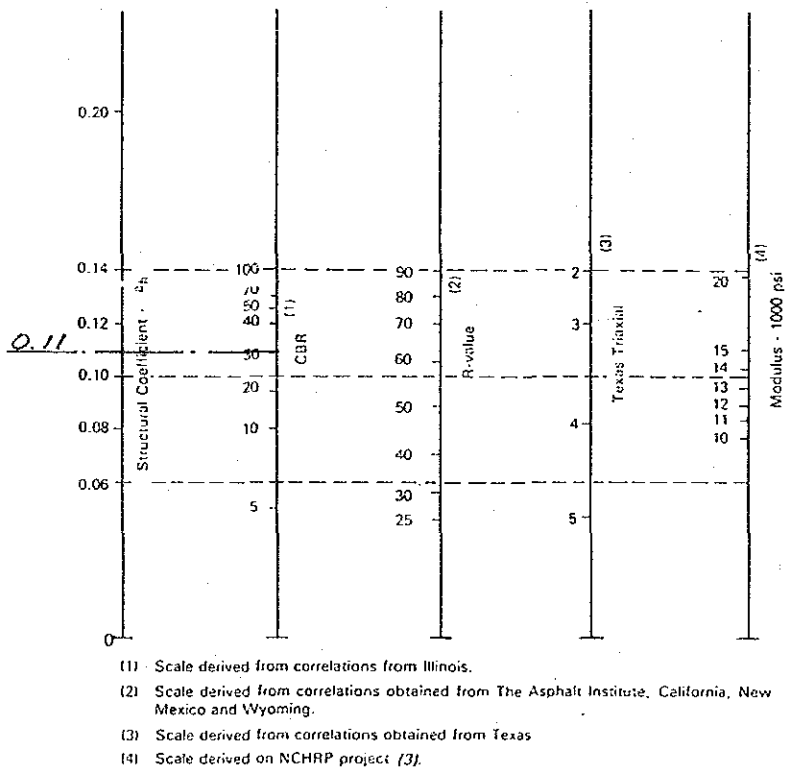 0.20
(3)
(4)
0.14 100 90 (2) 2 20
70 80
50 (1)
0.12 40 70 3
0.11 30 15
60 14
0.10 13
20 50 12
11
0.08 10 4 10
40
0.06
30
5 25 5
0
Structural Coefficient -
CBR
R-value
Texas Triaxial
Modulus - 1000 psi
(1) Scale derived from correlations from Illinois.
(2) Scale derived from correlations obtained from The Asphalt Institute, California, New
Mexico and Wyoming.
(3) Scale derived from correlations obtained from Texas
(4) Scale derived on NCHRP project (3).